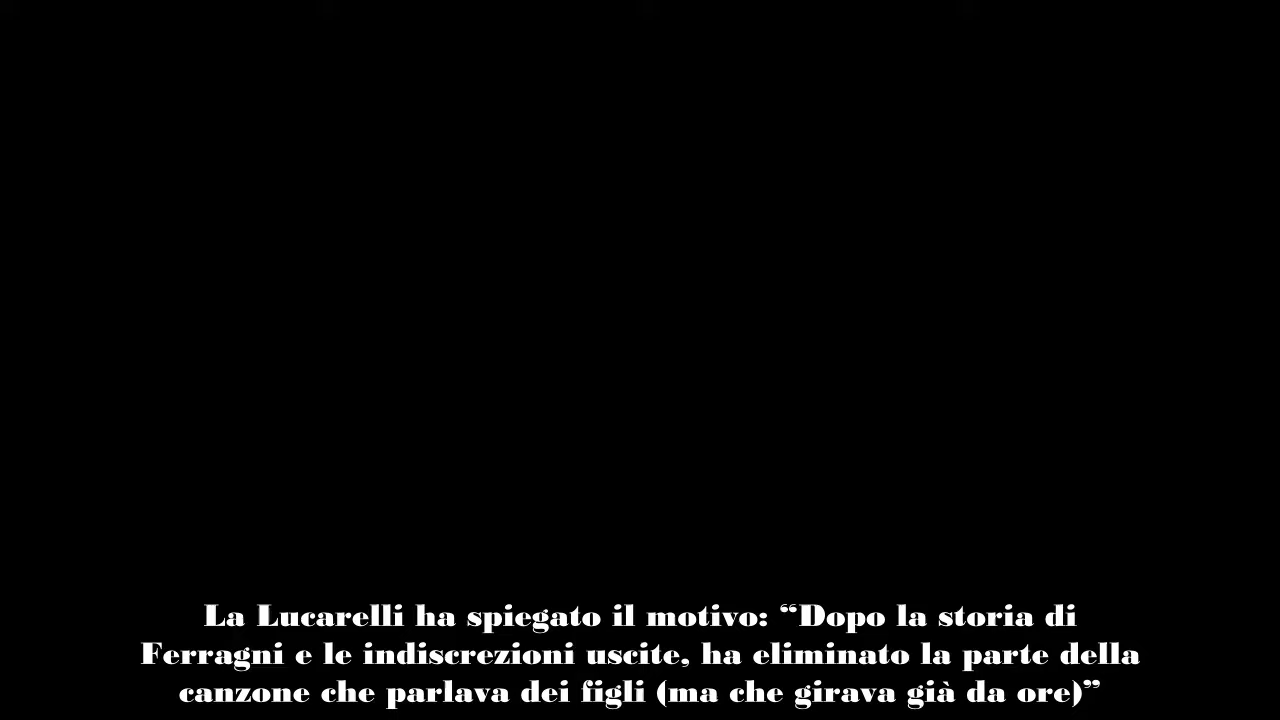 La Lucarelli ha spiegato il motivo: “Dopo la storia di
Ferragni e le indiscrezioni uscite, ha eliminato la parte della
canzone che parlava dei figli (ma che girava già da ore)”